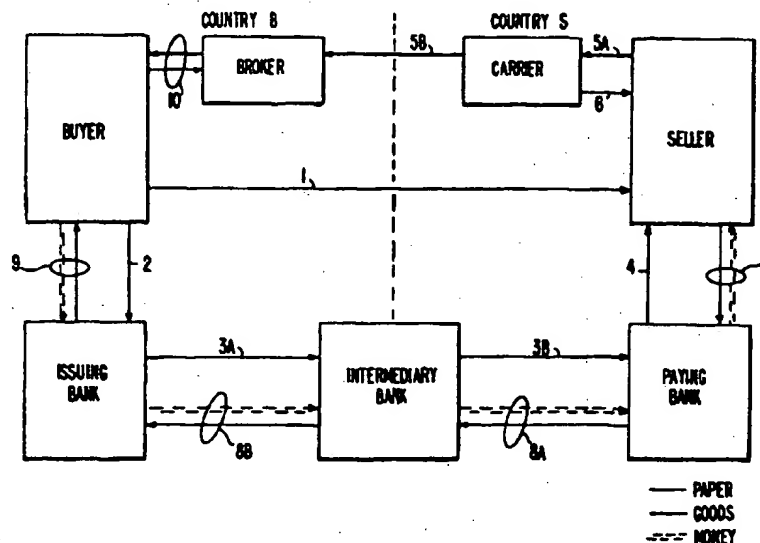 COUNTRY B
COUNTRY S
BUYER
BROKER
CARRIER
SELLER
5B
5A
6
10
1
9
2
4
ISSUING BANK
INTERMEDIARY BANK
PAYING BANK
3A
3B
8B
8A
PAPER
GOODS
MONEY